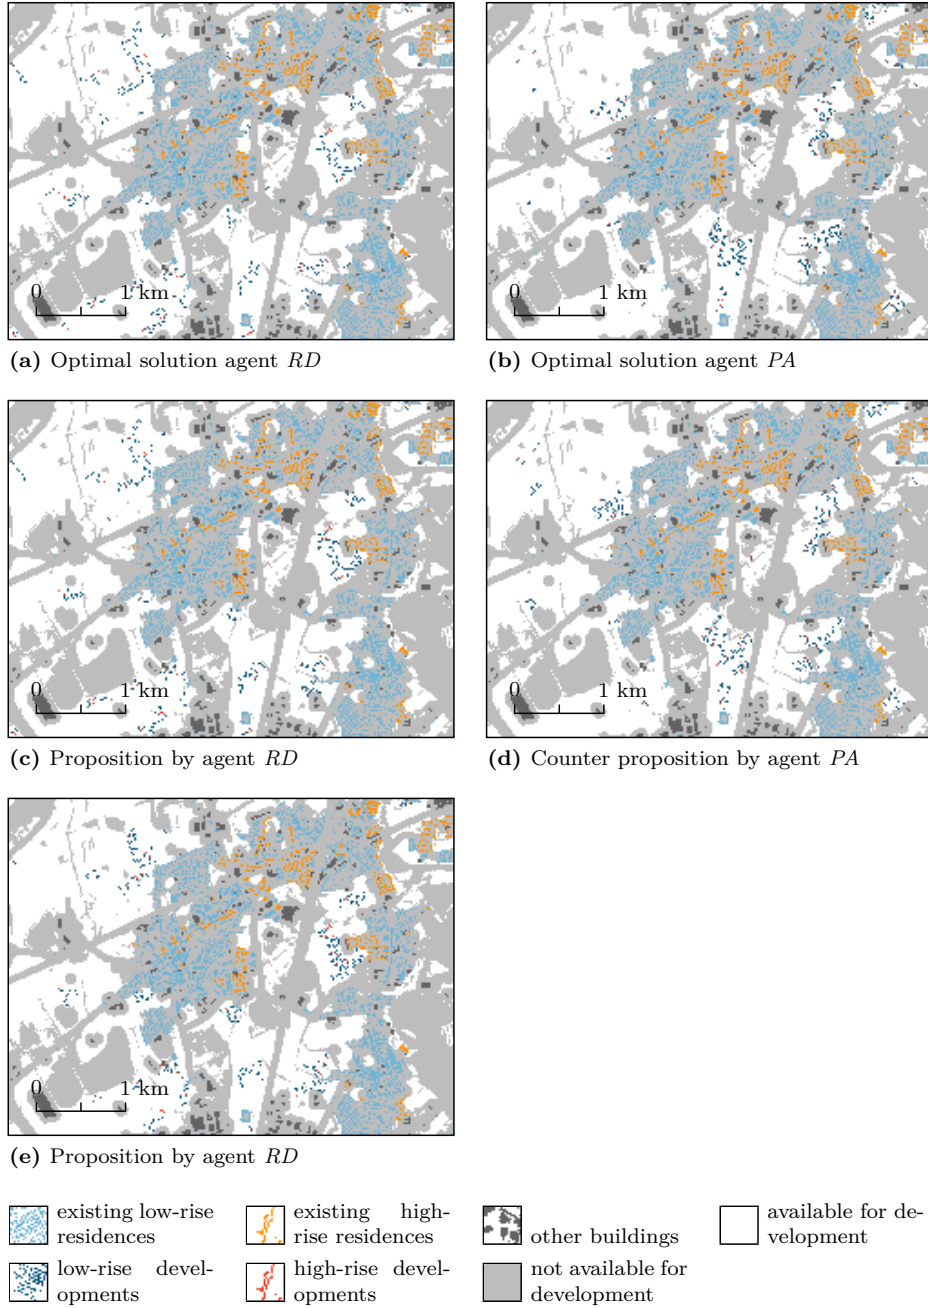 0 1 km
0 1 km
(a) Optimal solution agent RD
(b) Optimal solution agent PA
0 1 km
0 1 km
(c) Proposition by agent RD
(d) Counter proposition by agent PA
0 1 km
(e) Proposition by agent RD
existing low-rise
residences
existing high-
rise residences
other buildings
available for de-
velopment
low-rise devel-
opments
high-rise devel-
opments
not available for
development